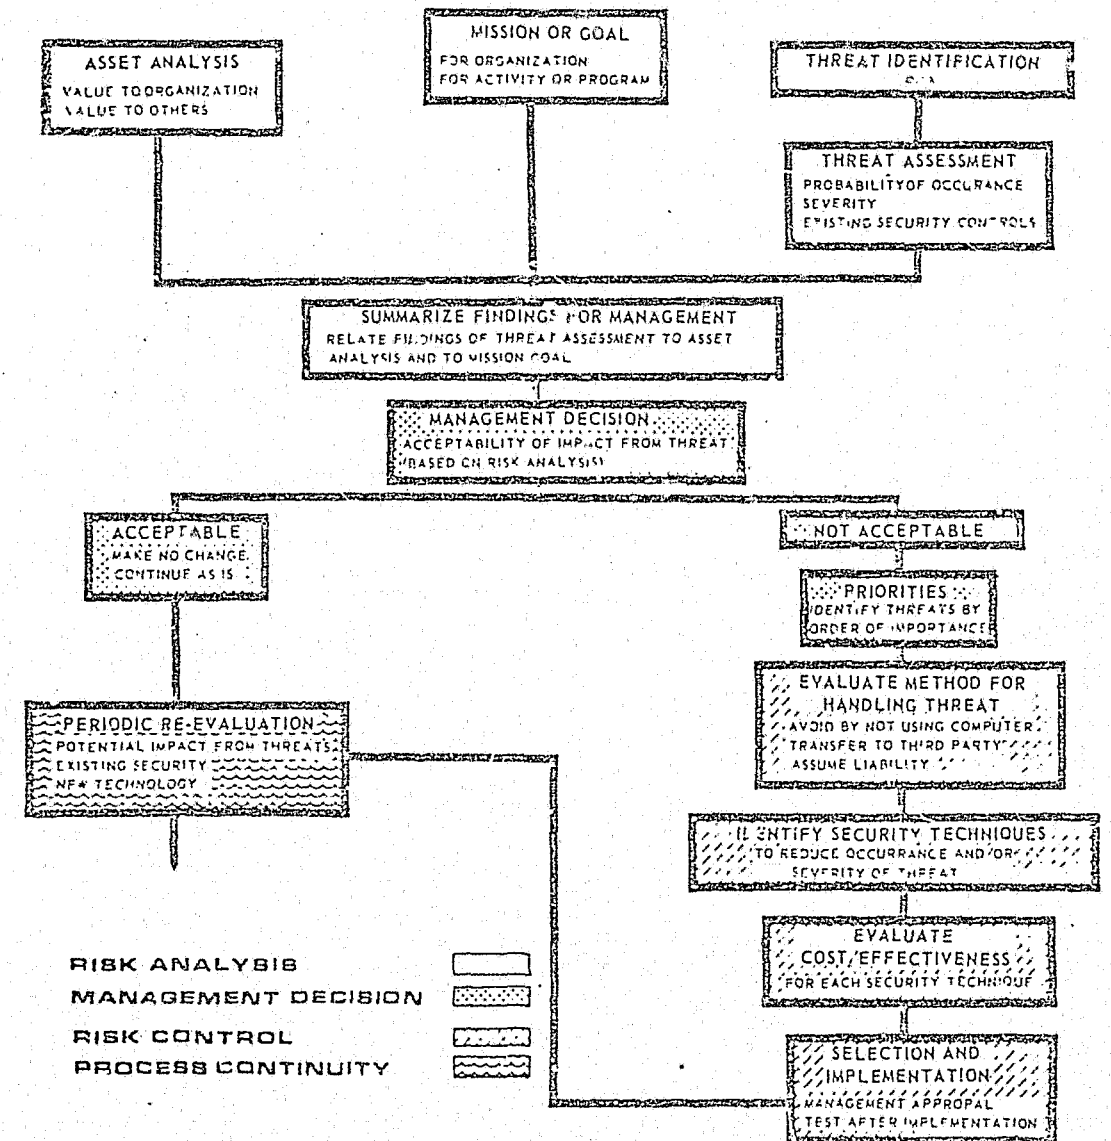 MISSION OR GOAL
FOR ORGANIZATION
FOR ACTIVITY OR PROGRAM
ASSET ANALYSIS
VALUE TO ORGANIZATION
VALUE TO OTHERS
THREAT IDENTIFICATION
THREAT ASSESSMENT
PROBABILITY OF OCCURANCE
SEVERITY
EXISTING SECURITY CONTROLS
SUMMARIZE FINDINGS FOR MANAGEMENT
RELATE FINDINGS OF THREAT ASSESSMENT TO ASSET
ANALYSIS AND TO MISSION GOAL
MANAGEMENT DECISION
ACCEPTABILITY OF IMPACT FROM THREAT
(BASED ON RISK ANALYSIS)
ACCEPTABLE
MAKE NO CHANGE
CONTINUE AS IS
NOT ACCEPTABLE
PRIORITIES
IDENTIFY THREATS BY
ORDER OF IMPORTANCE
EVALUATE METHOD FOR
HANDLING THREAT
AVOID BY NOT USING COMPUTER
TRANSFER TO THIRD PARTY
ASSUME LIABILITY
PERIODIC RE-EVALUATION
POTENTIAL IMPACT FROM THREATS
EXISTING SECURITY
NEW TECHNOLOGY
IDENTIFY SECURITY TECHNIQUES
TO REDUCE OCCURRANCE AND/OR
SEVERITY OF THREAT
EVALUATE
COST/EFFECTIVENESS
FOR EACH SECURITY TECHNIQUE
SELECTION AND
IMPLEMENTATION
MANAGEMENT APPROPAL
TEST AFTER IMPLEMENTATION
RISK ANALYSIS
MANAGEMENT DECISION
RISK CONTROL
PROCESS CONTINUITY